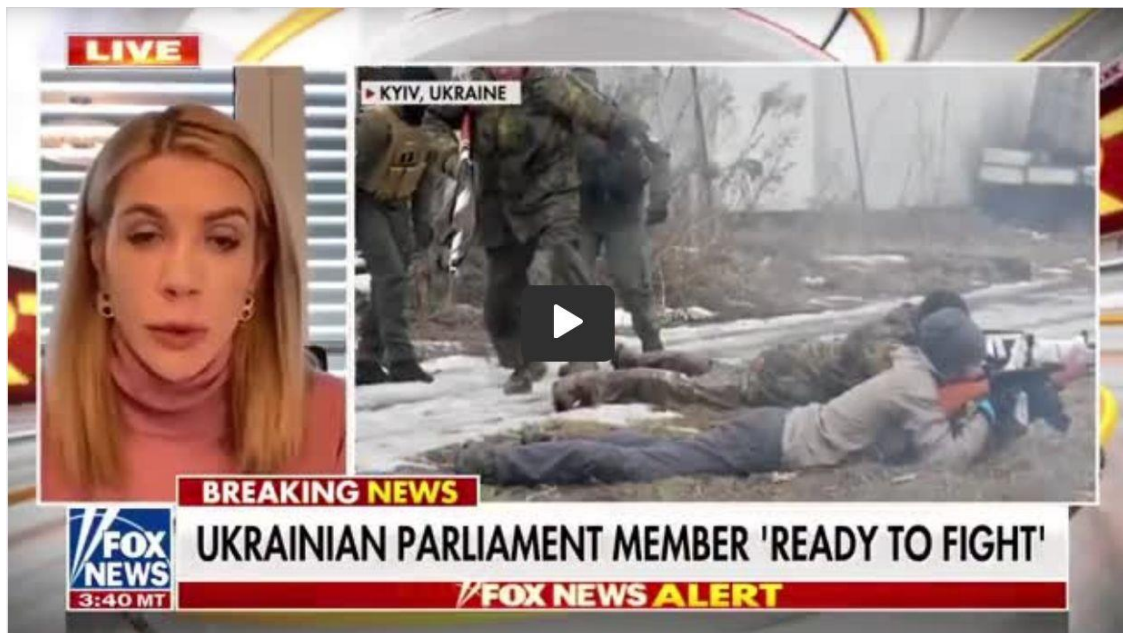 LIVE
KYIV, UKRAINE
BREAKING NEWS
UKRAINIAN PARLIAMENT MEMBER 'READY TO FIGHT'
FOX
NEWS
3:40 MT
FOX NEWS ALERT